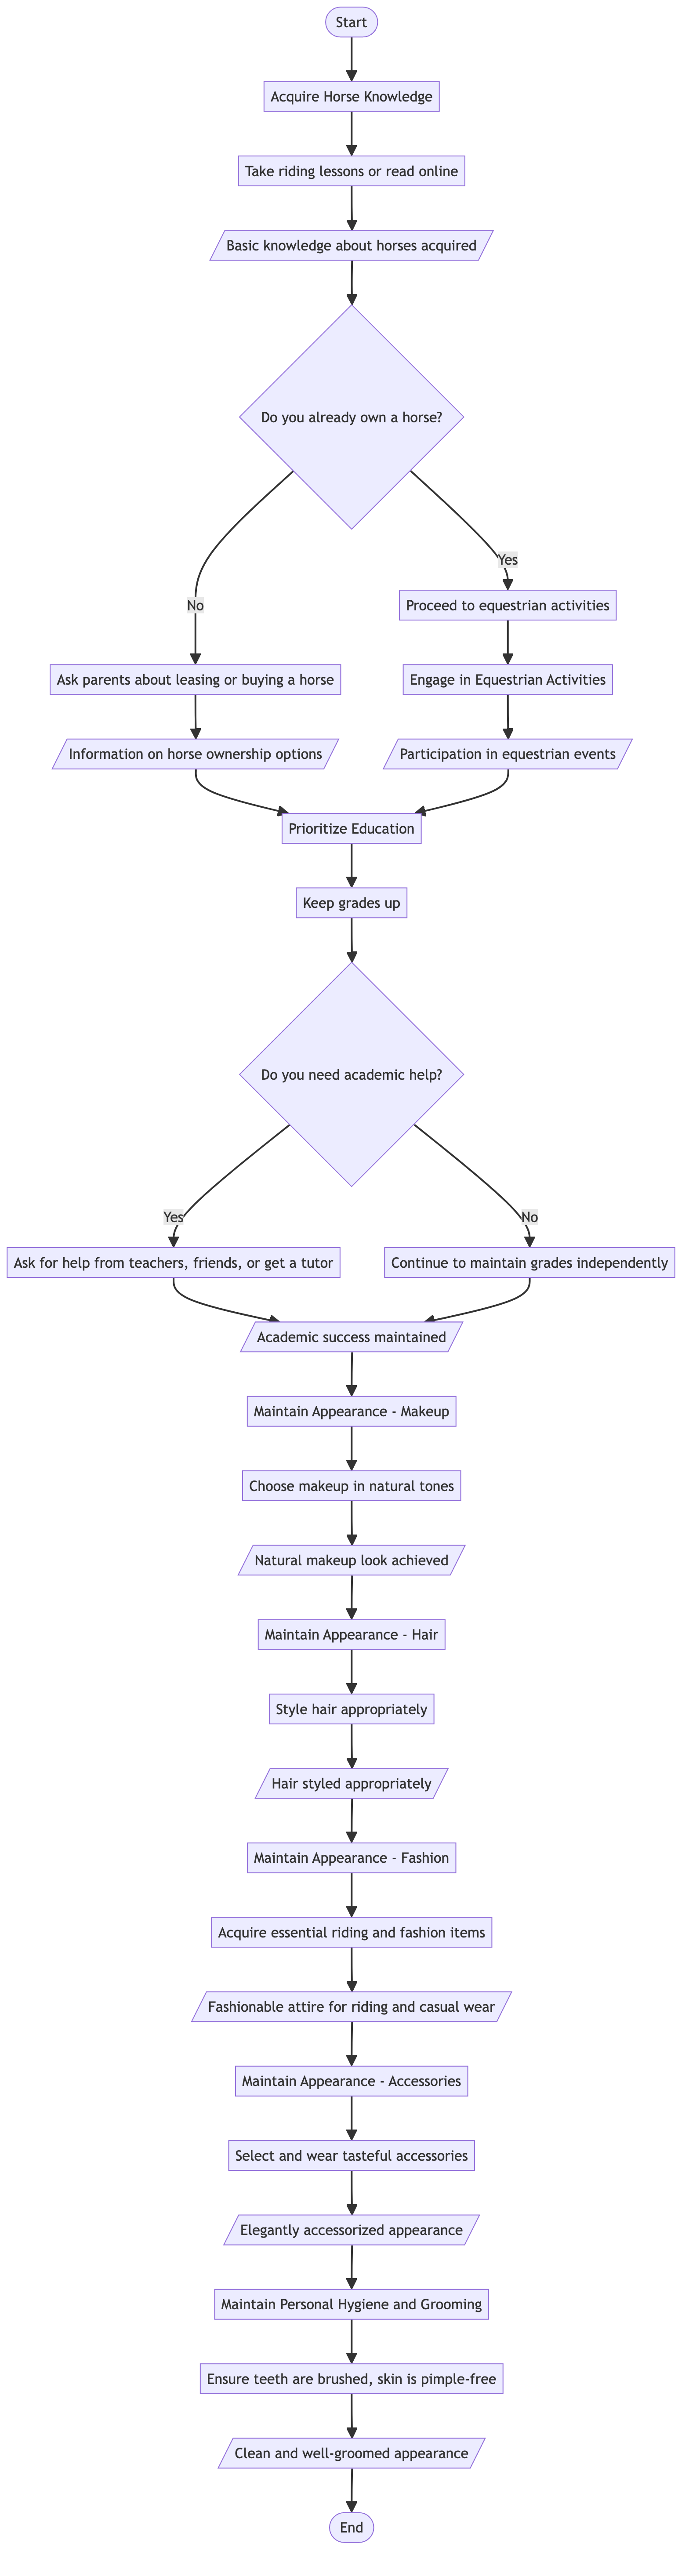 Start
Acquire Horse Knowledge
Take riding lessons or read online
Basic knowledge about horses acquired
Do you already own a horse?
Yes
No
Proceed to equestrian activities
Ask parents about leasing or buying a horse
Engage in Equestrian Activities
Information on horse ownership options
Participation in equestrian events
Prioritize Education
Keep grades up
Do you need academic help?
Yes
No
Ask for help from teachers, friends, or get a tutor
Continue to maintain grades independently
Academic success maintained
Maintain Appearance - Makeup
Choose makeup in natural tones
Natural makeup look achieved
Maintain Appearance - Hair
Style hair appropriately
Hair styled appropriately
Maintain Appearance - Fashion
Acquire essential riding and fashion items
Fashionable attire for riding and casual wear
Maintain Appearance - Accessories
Select and wear tasteful accessories
Elegantly accessorized appearance
Maintain Personal Hygiene and Grooming
Ensure teeth are brushed, skin is pimple-free
Clean and well-groomed appearance
End